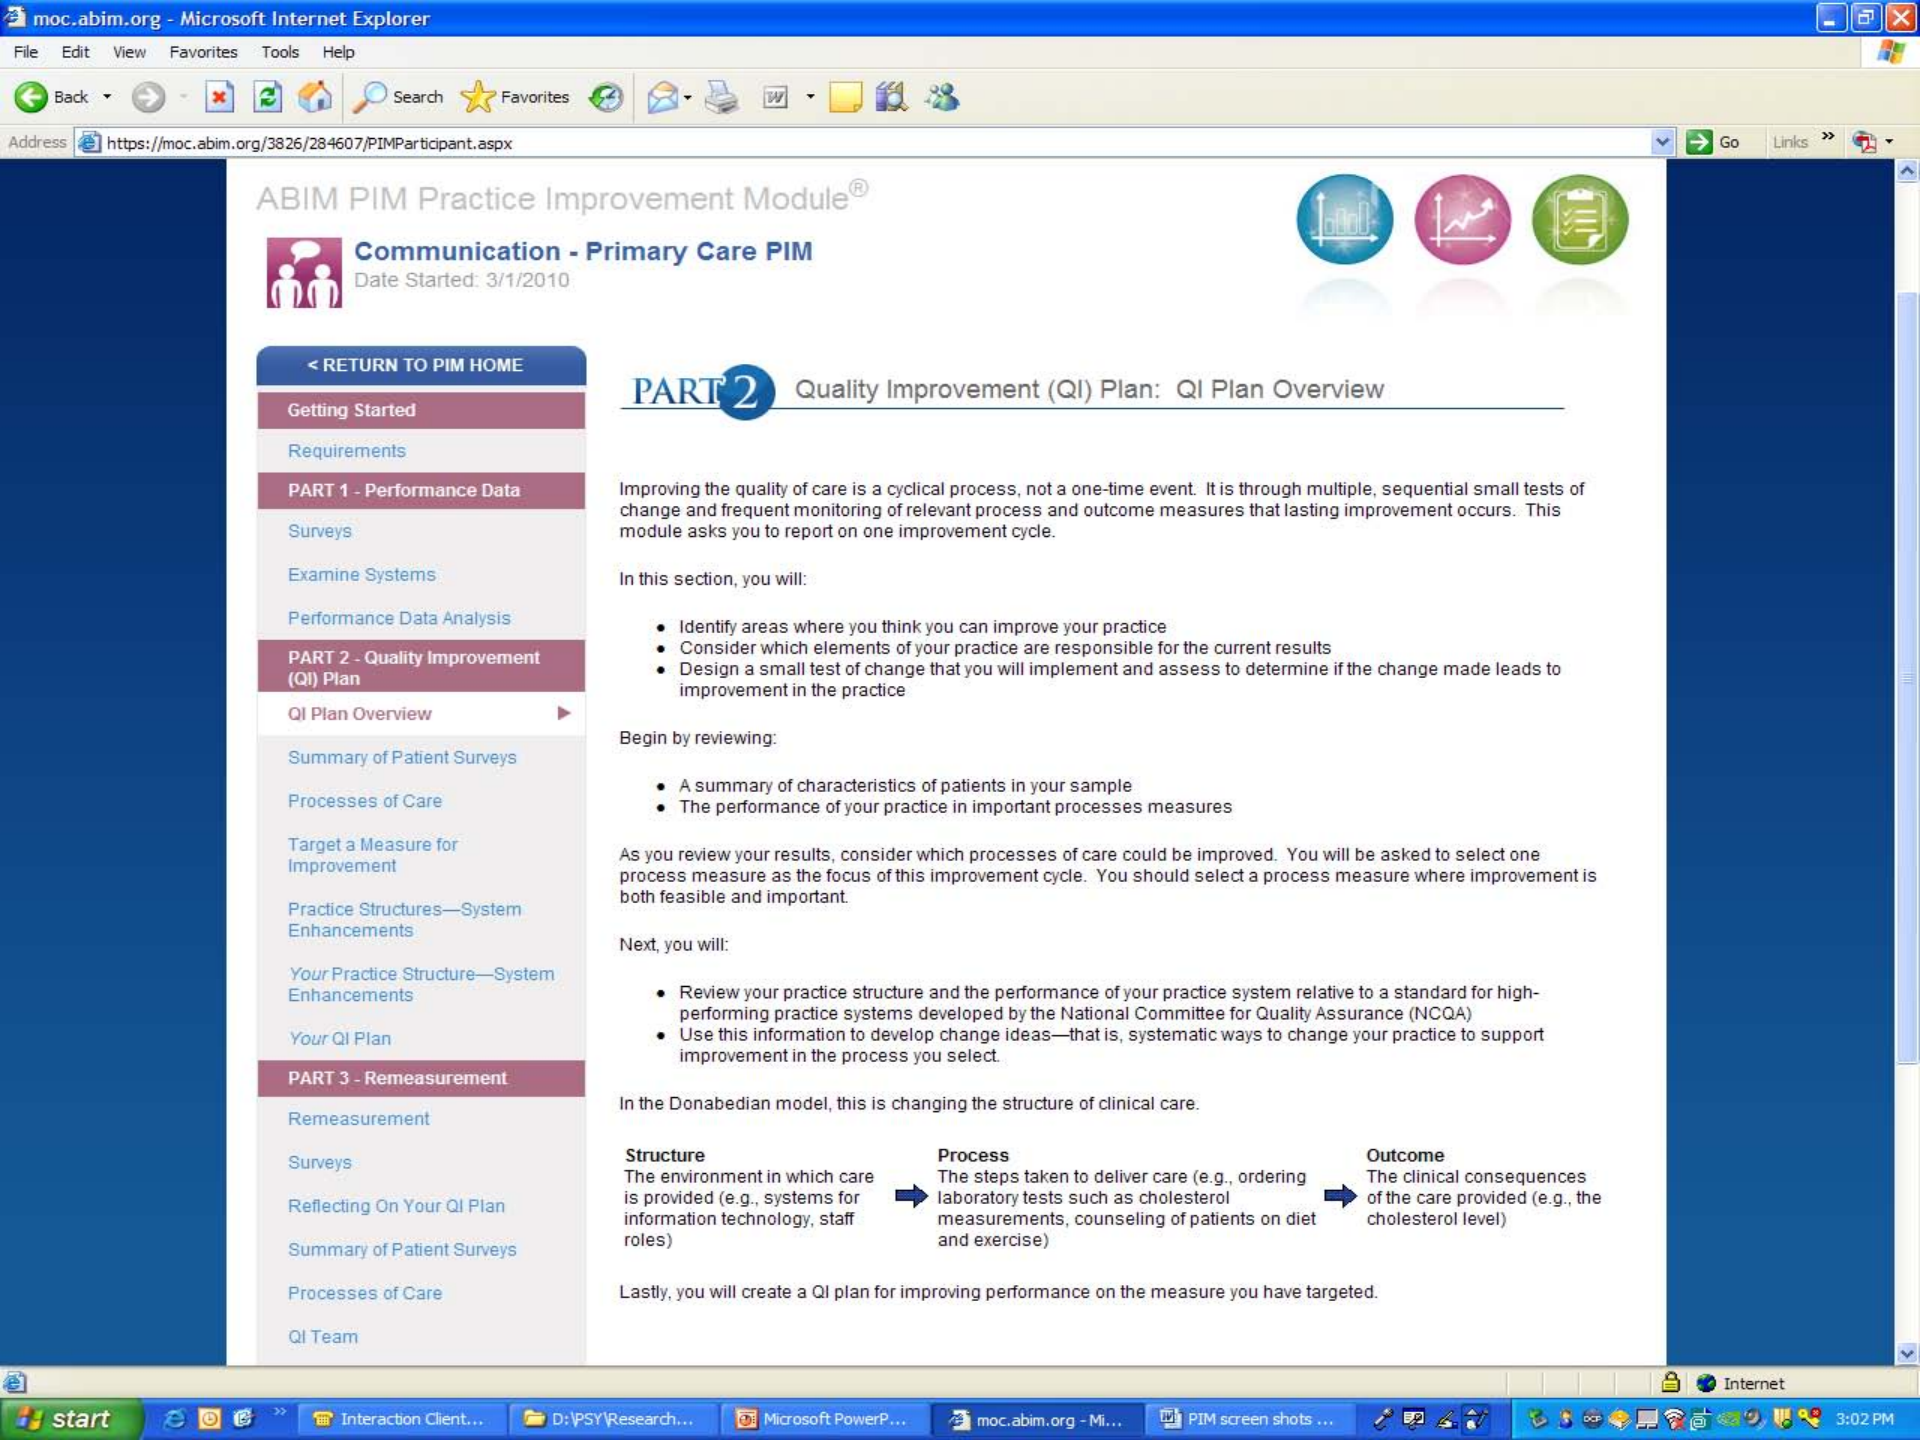 moc.abim.org - Microsoft Internet Explorer
File Edit View Favorites Tools Help
Back Search Favorites
Address https://moc.abim.org/3826/284607/PIMParticipant.aspx Go Links »
ABIM PIM Practice Improvement Module®
Communication - Primary Care PIM
Date Started: 3/1/2010
< RETURN TO PIM HOME
Getting Started
Requirements
PART 1 - Performance Data
Surveys
Examine Systems
Performance Data Analysis
PART 2 - Quality Improvement
(QI) Plan
QI Plan Overview
Summary of Patient Surveys
Processes of Care
Target a Measure for
Improvement
Practice Structures—System
Enhancements
Your Practice Structure—System
Enhancements
Your QI Plan
PART 3 - Remeasurement
Remeasurement
Surveys
Reflecting On Your QI Plan
Summary of Patient Surveys
Processes of Care
QI Team
PART 2 Quality Improvement (QI) Plan: QI Plan Overview
Improving the quality of care is a cyclical process, not a one-time event. It is through multiple, sequential small tests of
change and frequent monitoring of relevant process and outcome measures that lasting improvement occurs. This
module asks you to report on one improvement cycle.
In this section, you will:
• Identify areas where you think you can improve your practice
• Consider which elements of your practice are responsible for the current results
• Design a small test of change that you will implement and assess to determine if the change made leads to
improvement in the practice
Begin by reviewing:
• A summary of characteristics of patients in your sample
• The performance of your practice in important processes measures
As you review your results, consider which processes of care could be improved. You will be asked to select one
process measure as the focus of this improvement cycle. You should select a process measure where improvement is
both feasible and important.
Next, you will:
• Review your practice structure and the performance of your practice system relative to a standard for high-
performing practice systems developed by the National Committee for Quality Assurance (NCQA)
• Use this information to develop change ideas—that is, systematic ways to change your practice to support
improvement in the process you select.
In the Donabedian model, this is changing the structure of clinical care.
Structure
The environment in which care
is provided (e.g., systems for
information technology, staff
roles)
Process
The steps taken to deliver care (e.g., ordering
laboratory tests such as cholesterol
measurements, counseling of patients on diet
and exercise)
Outcome
The clinical consequences
of the care provided (e.g., the
cholesterol level)
Lastly, you will create a QI plan for improving performance on the measure you have targeted.
Internet
start » Interaction Client... D:\PSY\Research... Microsoft PowerP... moc.abim.org - Mi... PIM screen shots ... 3:02 PM